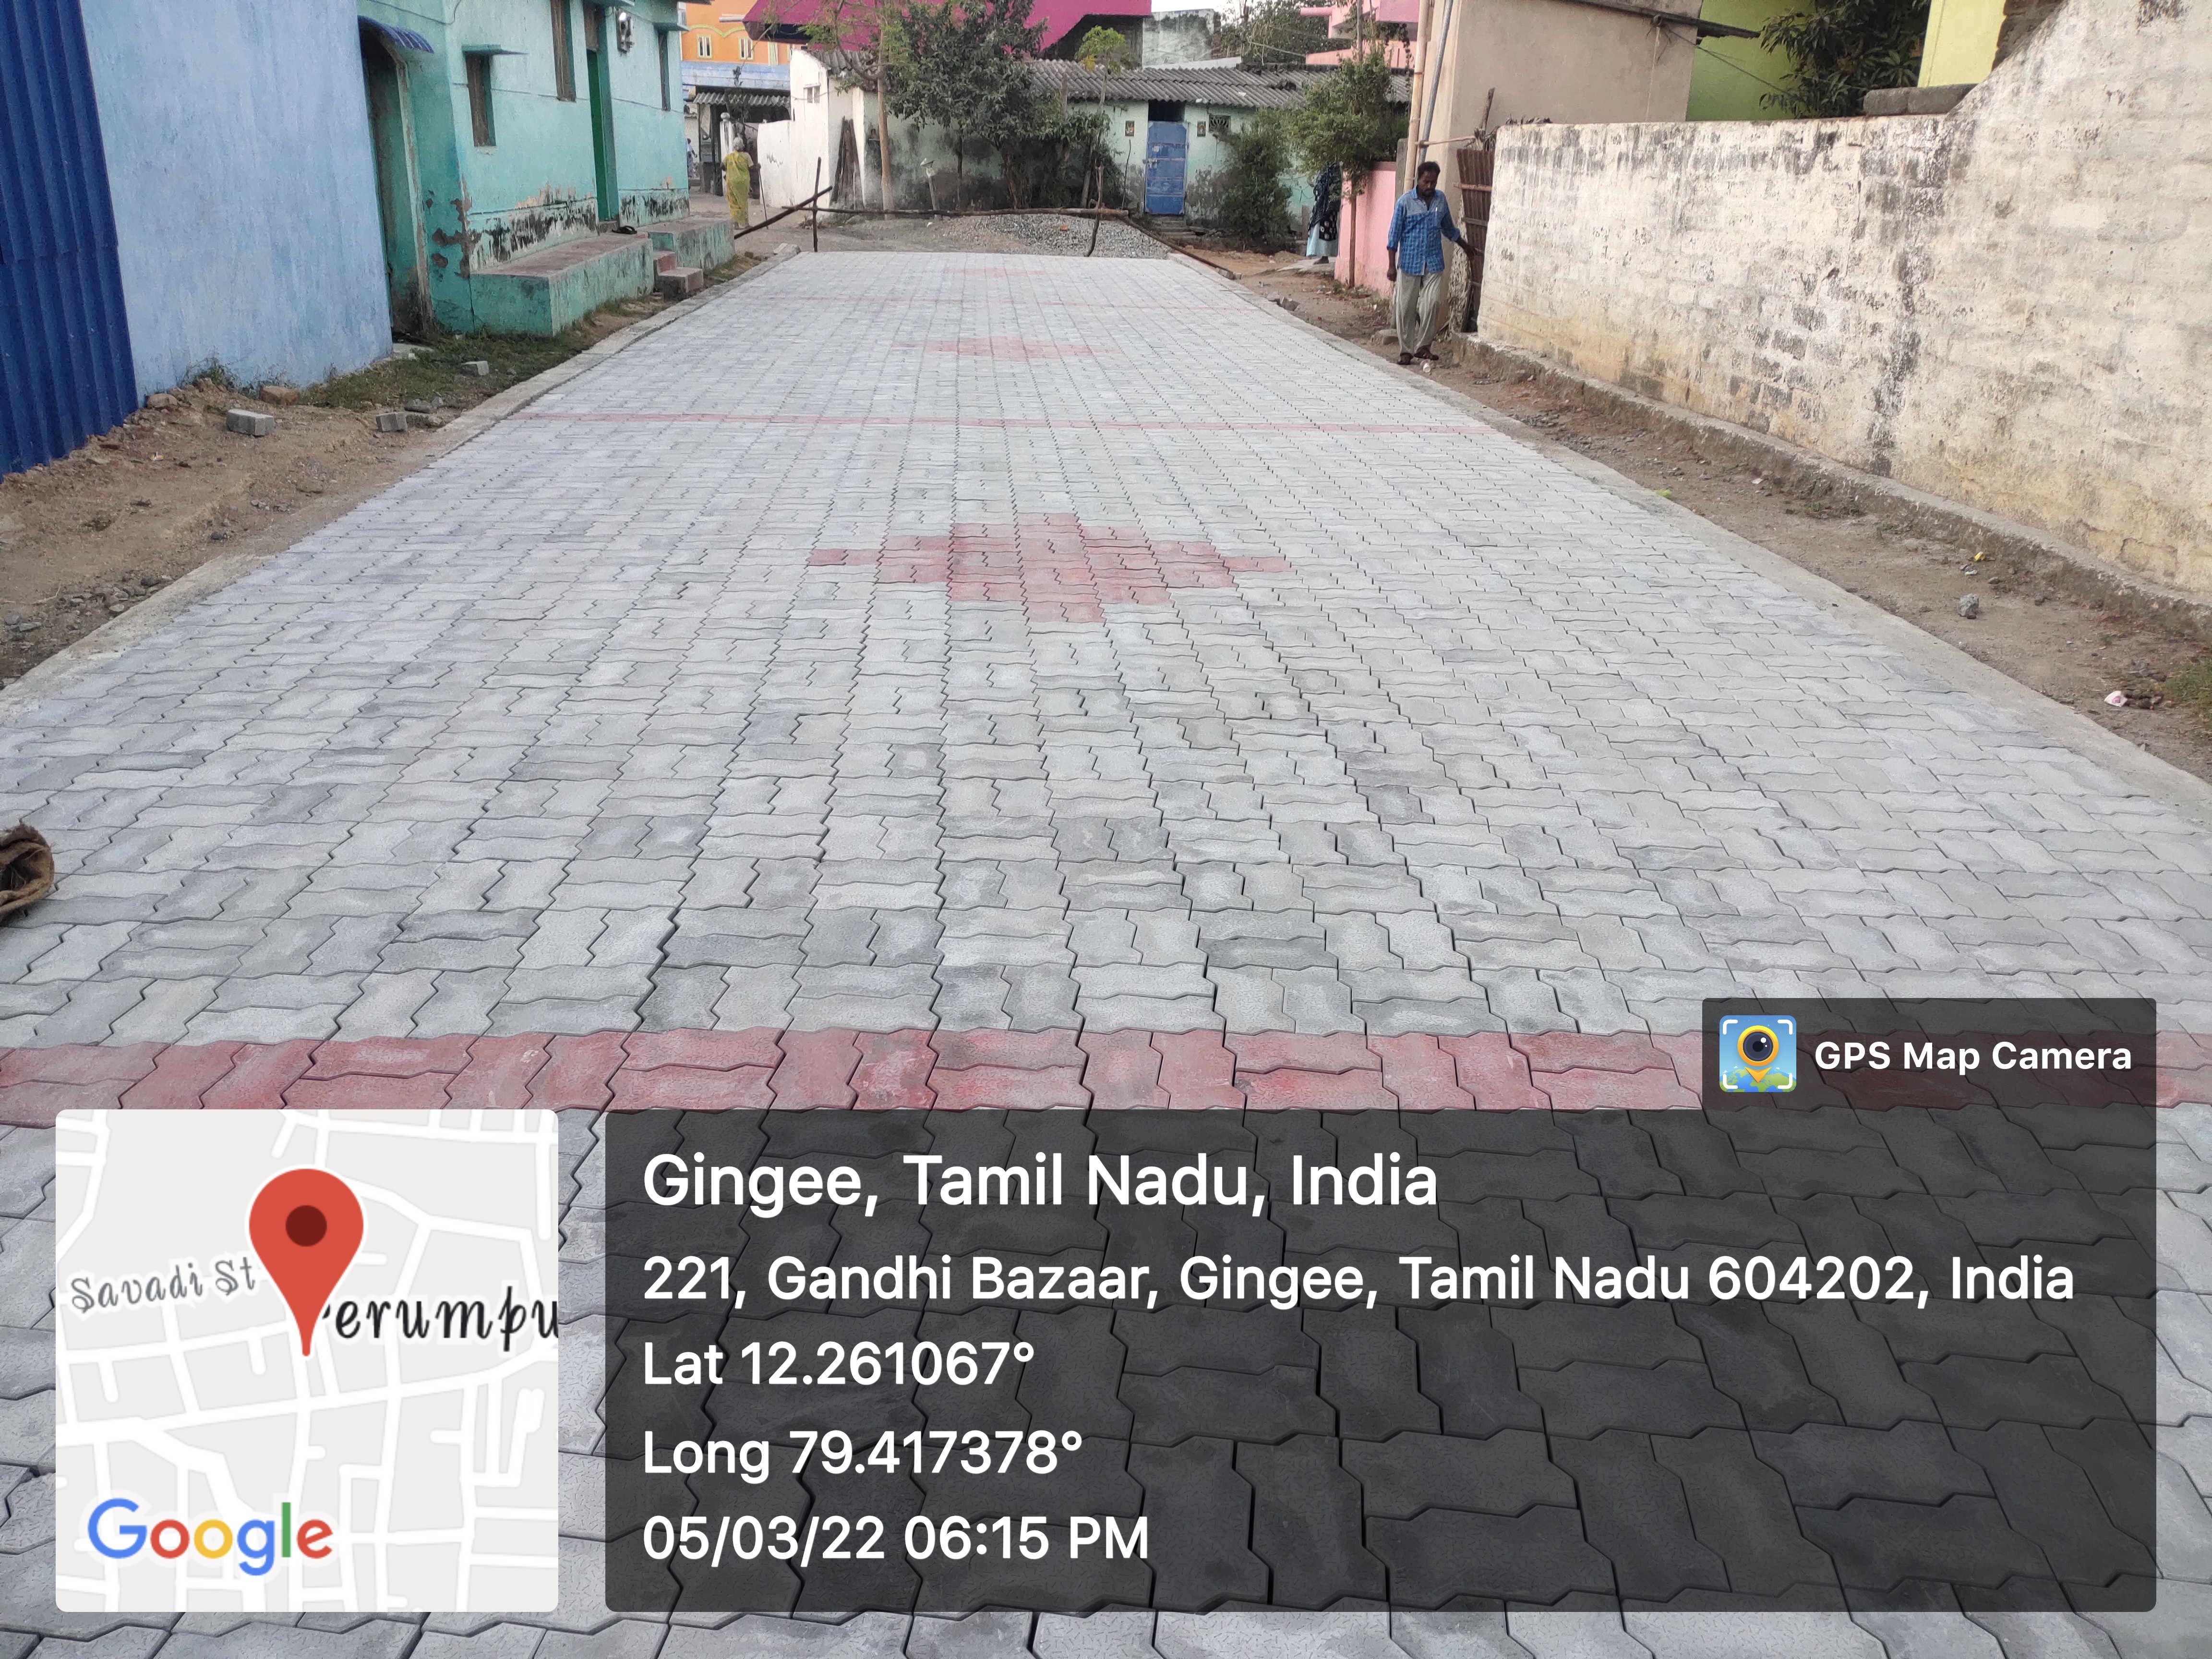 GPS Map Camera
Gingee, Tamil Nadu, India
221, Gandhi Bazaar, Gingee, Tamil Nadu 604202, India
Lat 12.261067°
Long 79.417378°
05/03/22 06:15 PM
Savadi St
erumpu
Google